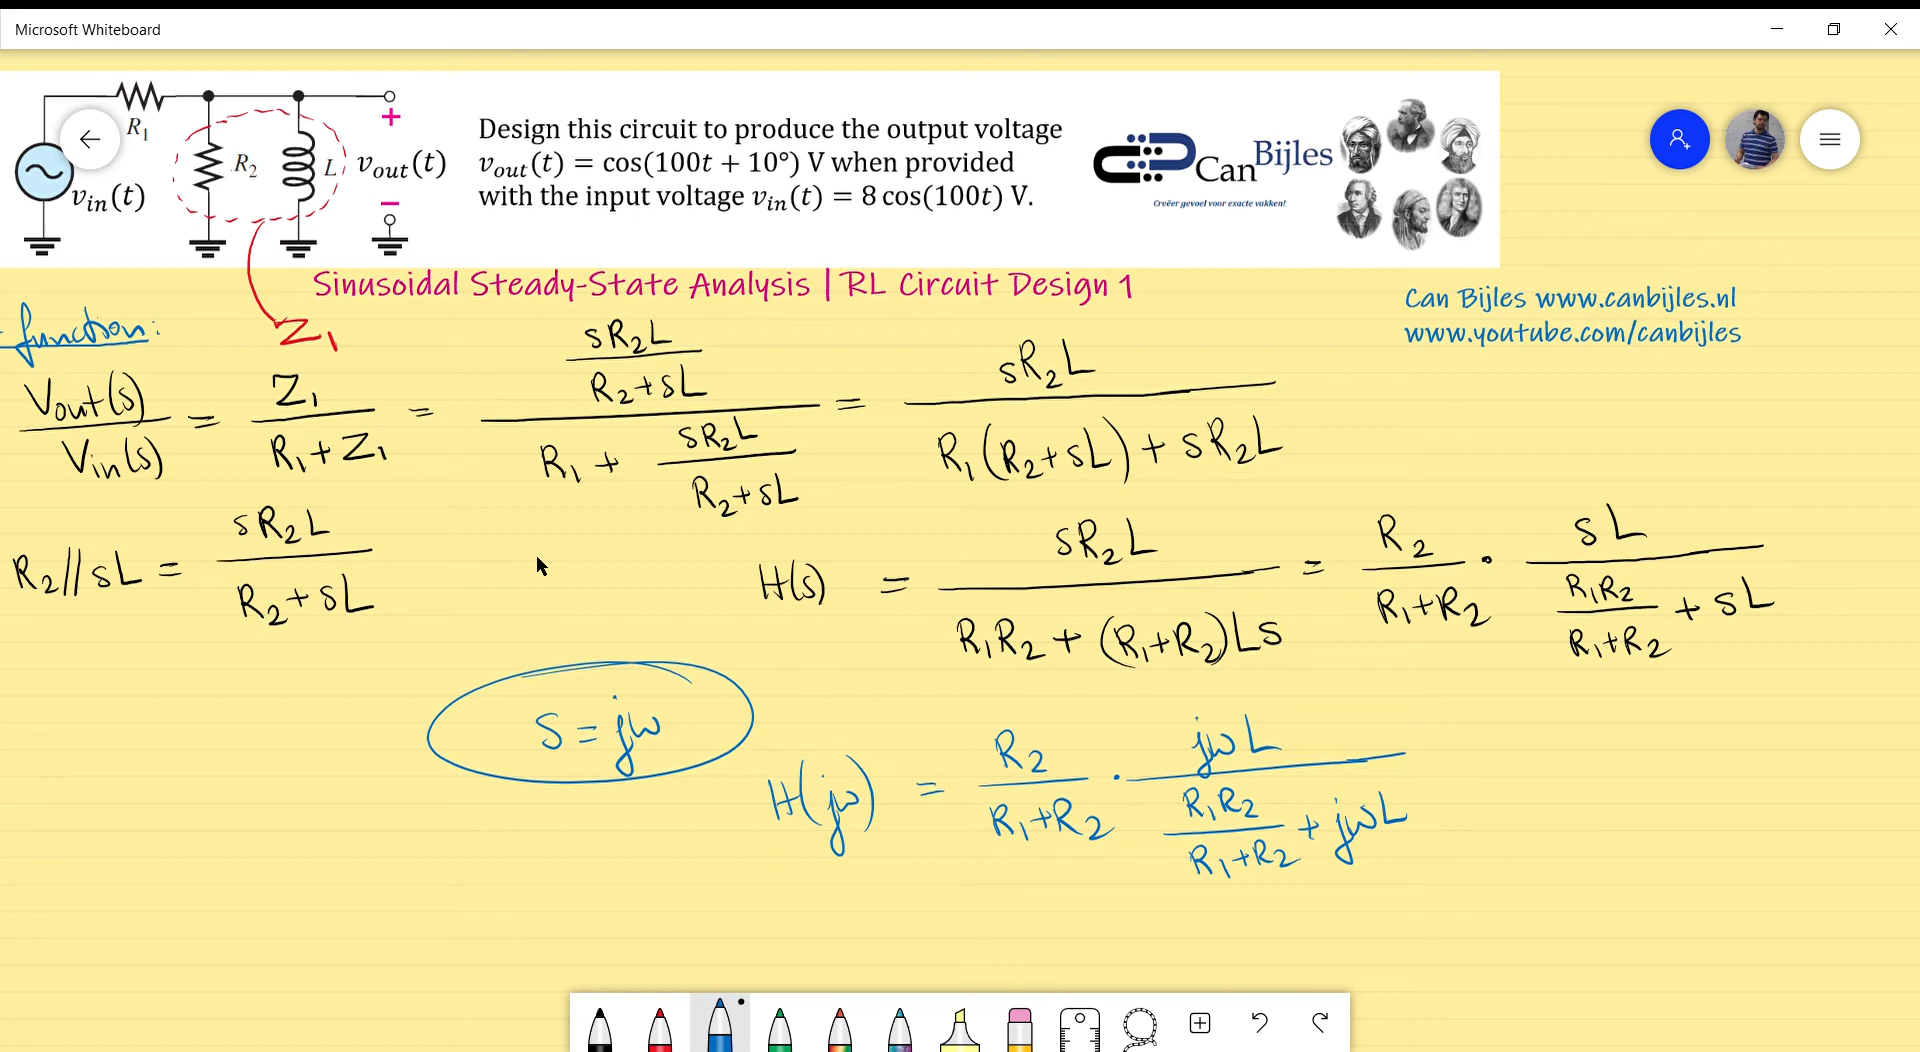 Microsoft Whiteboard
R₁
R₂
L
v_in(t)
v_out(t)
+
−
Design this circuit to produce the output voltage
v_out(t) = cos(100t + 10°) V when provided
with the input voltage v_in(t) = 8 cos(100t) V.
CanBijles
Creëer gevoel voor exacte vakken!
Sinusoidal Steady-State Analysis | RL Circuit Design 1
Can Bijles www.canbijles.nl
www.youtube.com/canbijles
function:
Z₁
Vout(s)/Vin(s) = Z₁/(R₁+Z₁) = (sR₂L/(R₂+sL))/(R₁ + sR₂L/(R₂+sL)) = sR₂L/(R₁(R₂+sL) + sR₂L)
R₂//sL = sR₂L/(R₂+sL)
H(s) = sR₂L/(R₁R₂ + (R₁+R₂)Ls) = R₂/(R₁+R₂) · sL/(R₁R₂/(R₁+R₂) + sL)
s = jω
H(jω) = R₂/(R₁+R₂) · jωL/(R₁R₂/(R₁+R₂) + jωL)